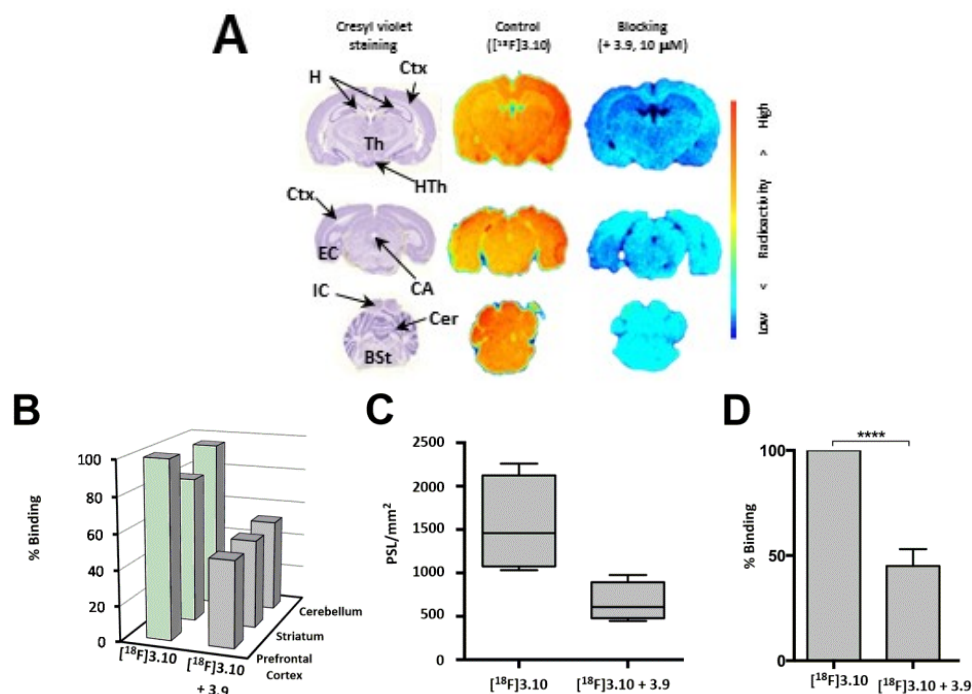 A
Cresyl violet
staining
Control
([¹⁸F]3.10)
Blocking
(+ 3.9, 10 µM)
H
Ctx
Th
HTh
Ctx
EC
CA
IC
Cer
BSt
Low < Radioactivity > High
B
% Binding
100
80
60
40
20
0
[¹⁸F]3.10
[¹⁸F]3.10
+ 3.9
Prefrontal
Cortex
Striatum
Cerebellum
C
PSL/mm²
2500
2000
1500
1000
500
0
[¹⁸F]3.10
[¹⁸F]3.10 + 3.9
D
****
% Binding
100
50
0
[¹⁸F]3.10
[¹⁸F]3.10 + 3.9